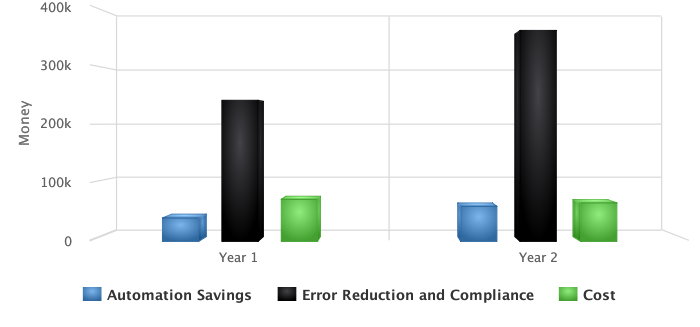 400k
300k
200k
100k
0
Money
Year 1
Year 2
Automation Savings
Error Reduction and Compliance
Cost